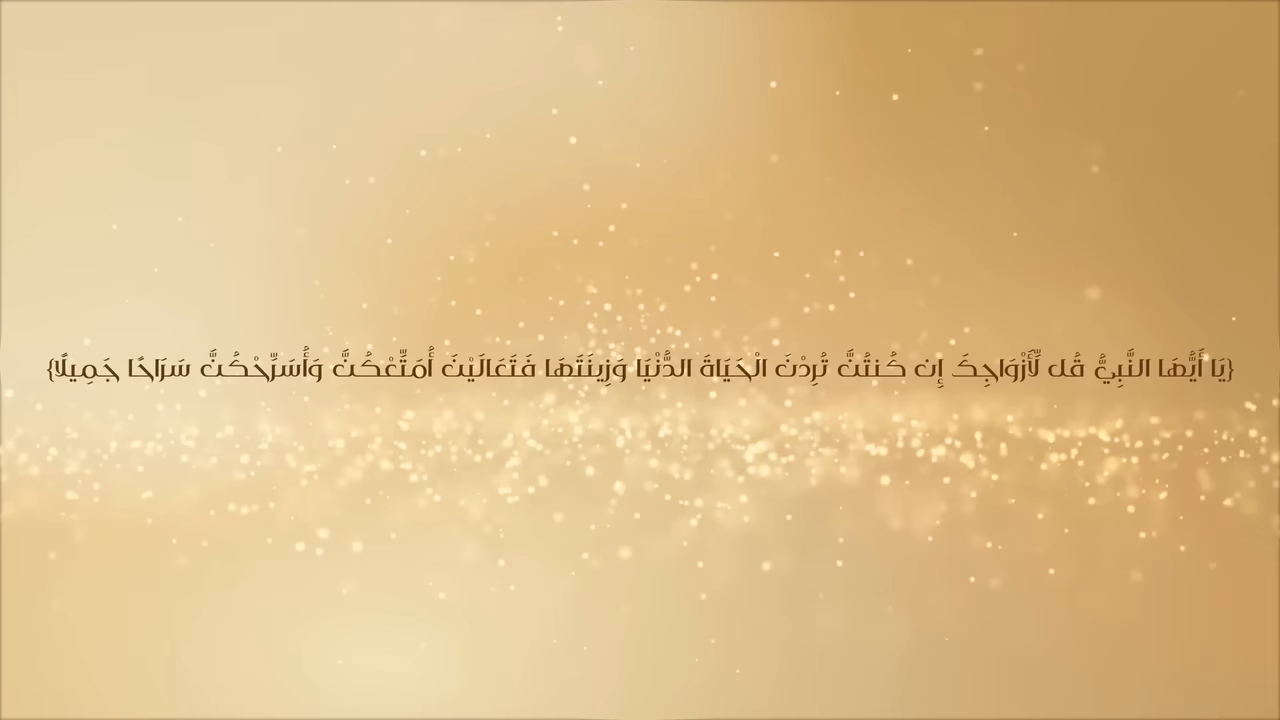 {يَا أَيُّهَا النَّبِيُّ قُل لِّأَزْوَاجِكَ إِن كُنتُنَّ تُرِدْنَ الْحَيَاةَ الدُّنْيَا وَزِينَتَهَا فَتَعَالَيْنَ أُمَتِّعْكُنَّ وَأُسَرِّحْكُنَّ سَرَاحًا جَمِيلًا}